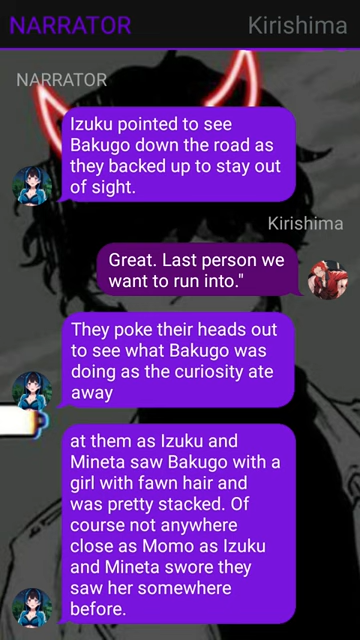 NARRATOR Kirishima
NARRATOR
Izuku pointed to see
Bakugo down the road as
they backed up to stay out
of sight.
Kirishima
Great. Last person we
want to run into."
They poke their heads out
to see what Bakugo was
doing as the curiosity ate
away
at them as Izuku and
Mineta saw Bakugo with a
girl with fawn hair and
was pretty stacked. Of
course not anywhere
close as Momo as Izuku
and Mineta swore they
saw her somewhere
before.